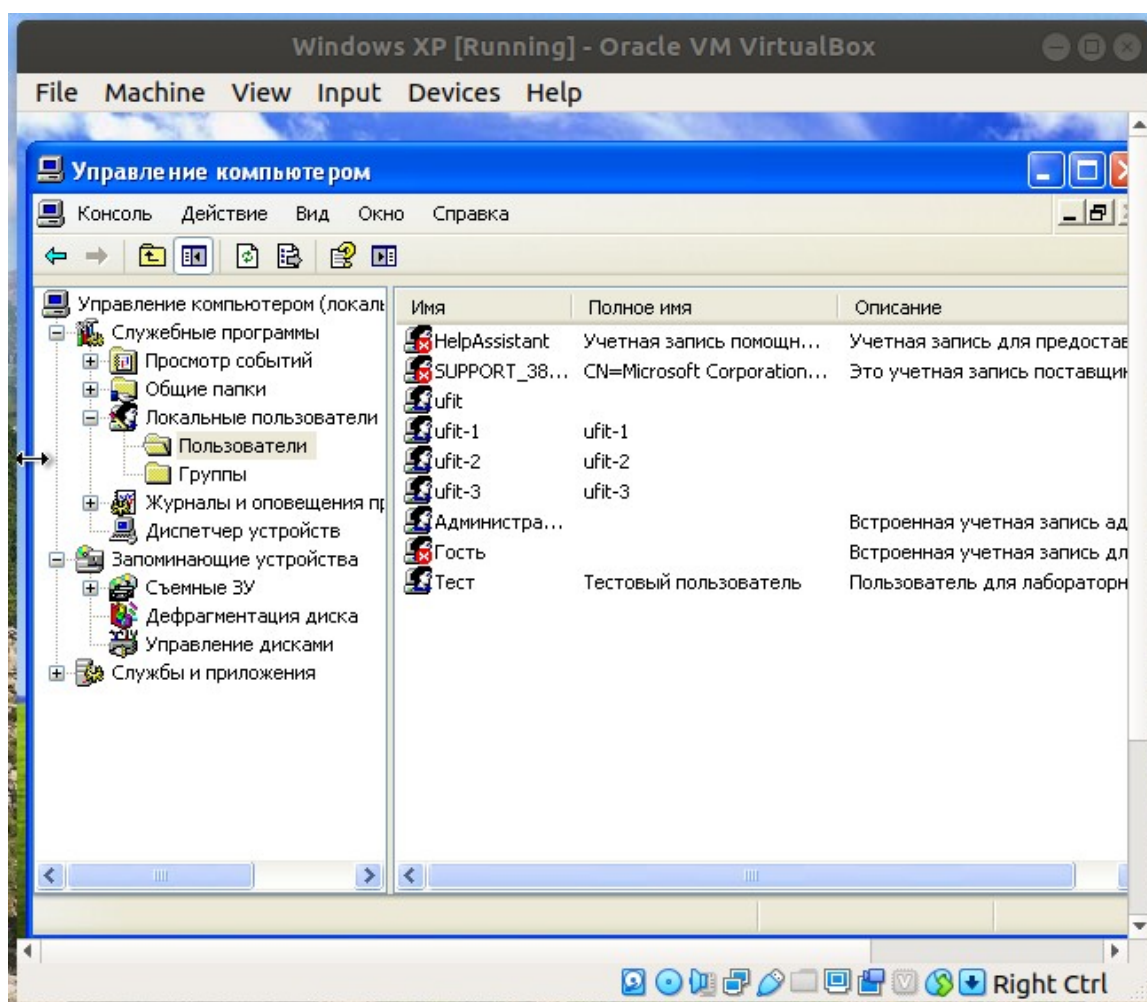 Windows XP [Running] - Oracle VM VirtualBox
File Machine View Input Devices Help
Управление компьютером
Консоль Действие Вид Окно Справка
Управление компьютером (локаль
Служебные программы
Просмотр событий
Общие папки
Локальные пользователи
Пользователи
Группы
Журналы и оповещения пр
Диспетчер устройств
Запоминающие устройства
Съемные ЗУ
Дефрагментация диска
Управление дисками
Службы и приложения
Имя Полное имя Описание
HelpAssistant Учетная запись помощн... Учетная запись для предостав
SUPPORT_38... CN=Microsoft Corporation... Это учетная запись поставщик
ufit
ufit-1 ufit-1
ufit-2 ufit-2
ufit-3 ufit-3
Администра... Встроенная учетная запись ад
Гость Встроенная учетная запись дл
Тест Тестовый пользователь Пользователь для лабораторн
Right Ctrl